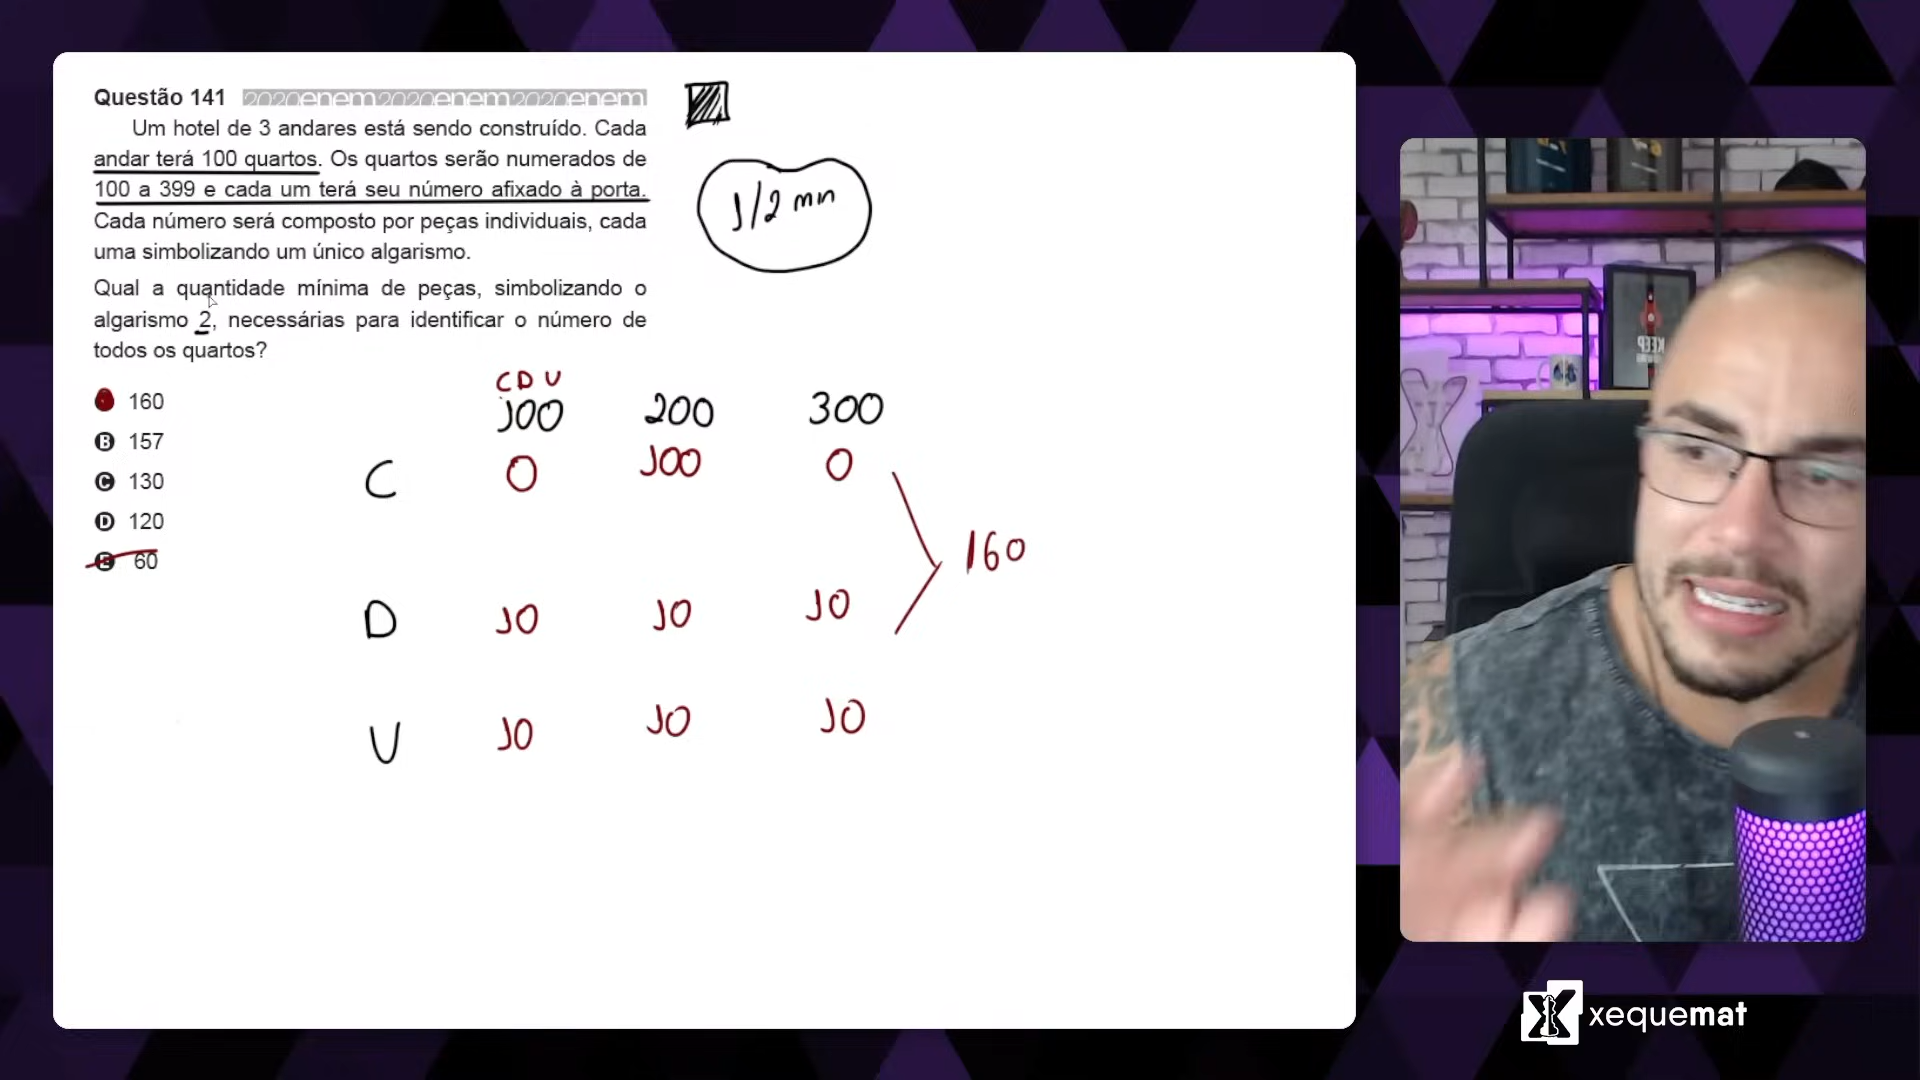 Questão 141 2020enem2020enem2020enem
Um hotel de 3 andares está sendo construído. Cada
andar terá 100 quartos. Os quartos serão numerados de
100 a 399 e cada um terá seu número afixado à porta.
Cada número será composto por peças individuais, cada
uma simbolizando um único algarismo.
Qual a quantidade mínima de peças, simbolizando o
algarismo 2, necessárias para identificar o número de
todos os quartos?
A 160
B 157
C 130
D 120
E 60
1/2 min
C D U
100 200 300
C 0 100 0
160
D 10 10 10
U 10 10 10
KEEP
xequemat